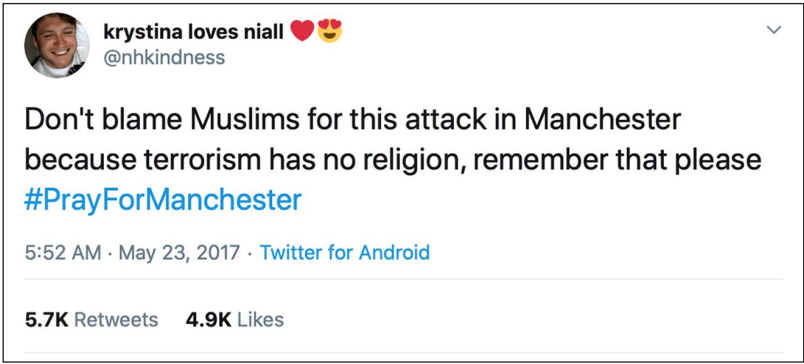 krystina loves niall ❤️😍
@nhkindness
Don't blame Muslims for this attack in Manchester
because terrorism has no religion, remember that please
#PrayForManchester
5:52 AM · May 23, 2017 · Twitter for Android
5.7K Retweets 4.9K Likes